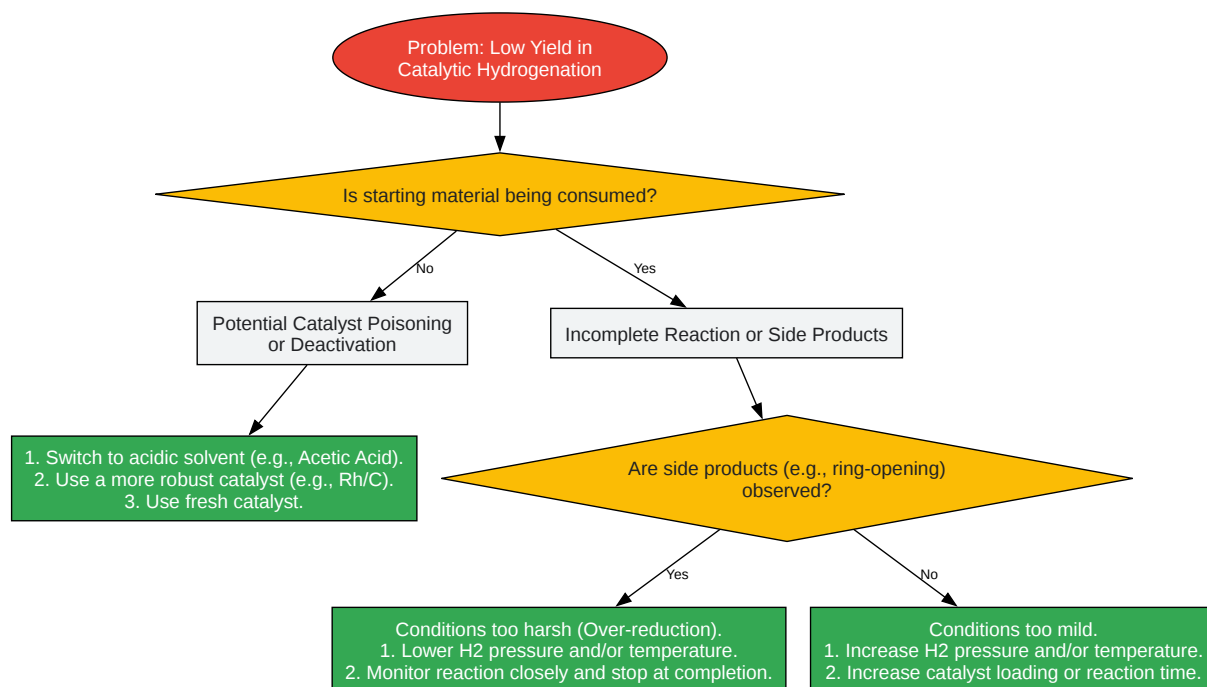 Problem: Low Yield in
Catalytic Hydrogenation
Is starting material being consumed?
No
Yes
Potential Catalyst Poisoning
or Deactivation
Incomplete Reaction or Side Products
1. Switch to acidic solvent (e.g., Acetic Acid).
2. Use a more robust catalyst (e.g., Rh/C).
3. Use fresh catalyst.
Are side products (e.g., ring-opening)
observed?
Yes
No
Conditions too harsh (Over-reduction).
1. Lower H2 pressure and/or temperature.
2. Monitor reaction closely and stop at completion.
Conditions too mild.
1. Increase H2 pressure and/or temperature.
2. Increase catalyst loading or reaction time.